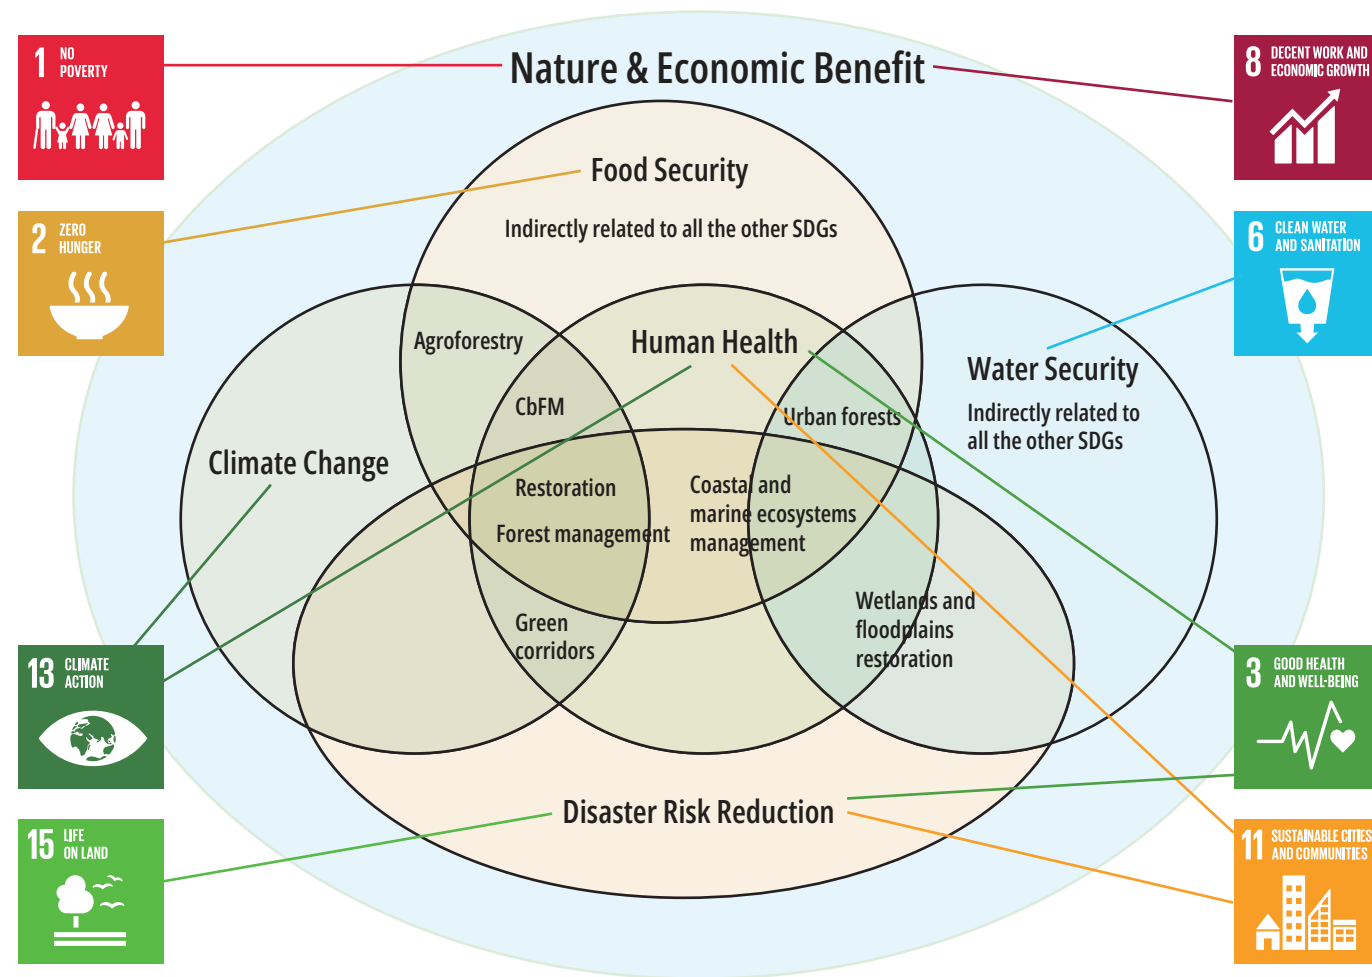 1 NO
POVERTY
Nature & Economic Benefit
8 DECENT WORK AND
ECONOMIC GROWTH
Food Security
Indirectly related to all the other SDGs
2 ZERO
HUNGER
6 CLEAN WATER
AND SANITATION
Agroforestry
Human Health
Water Security
Indirectly related to
all the other SDGs
CbFM
Urban forests
Climate Change
Restoration
Forest management
Coastal and
marine ecosystems
management
Green
corridors
Wetlands and
floodplains
restoration
13 CLIMATE
ACTION
3 GOOD HEALTH
AND WELL-BEING
Disaster Risk Reduction
15 LIFE
ON LAND
11 SUSTAINABLE CITIES
AND COMMUNITIES